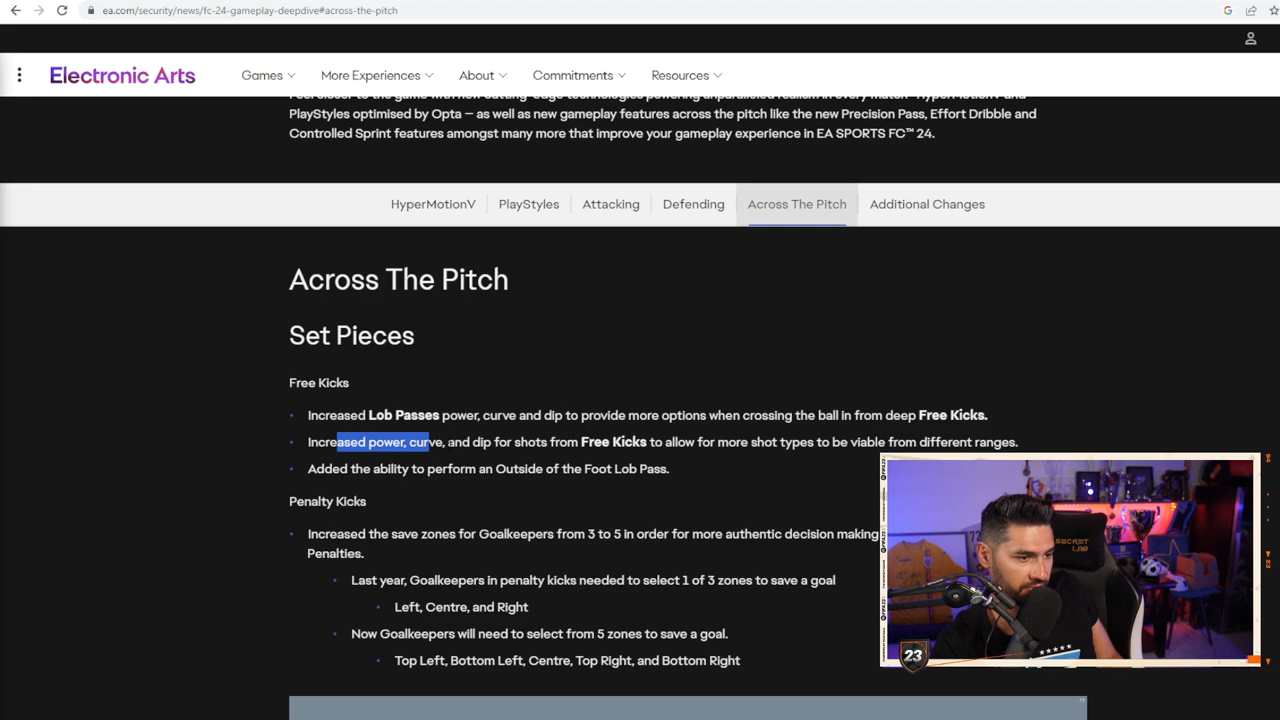 ea.com/security/news/fc-24-gameplay-deepdive#across-the-pitch
Electronic Arts
Games
More Experiences
About
Commitments
Resources
PlayStyles optimised by Opta — as well as new gameplay features across the pitch like the new Precision Pass, Effort Dribble and
Controlled Sprint features amongst many more that improve your gameplay experience in EA SPORTS FC™ 24.
HyperMotionV
PlayStyles
Attacking
Defending
Across The Pitch
Additional Changes
Across The Pitch
Set Pieces
Free Kicks
• Increased Lob Passes power, curve and dip to provide more options when crossing the ball in from deep Free Kicks.
• Increased power, curve, and dip for shots from Free Kicks to allow for more shot types to be viable from different ranges.
• Added the ability to perform an Outside of the Foot Lob Pass.
Penalty Kicks
• Increased the save zones for Goalkeepers from 3 to 5 in order for more authentic decision making
Penalties.
• Last year, Goalkeepers in penalty kicks needed to select 1 of 3 zones to save a goal
• Left, Centre, and Right
• Now Goalkeepers will need to select from 5 zones to save a goal.
• Top Left, Bottom Left, Centre, Top Right, and Bottom Right
SECRET
LAB
23